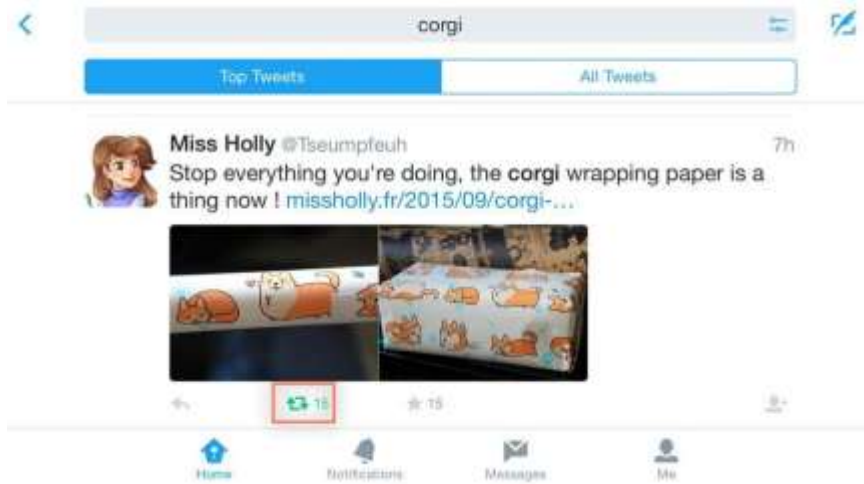 corgi
Top Tweets All Tweets
Miss Holly @Tseumpfeuh 7h
Stop everything you're doing, the corgi wrapping paper is a
thing now ! missholly.fr/2015/09/corgi-...
15 15
Home Notifications Messages Me